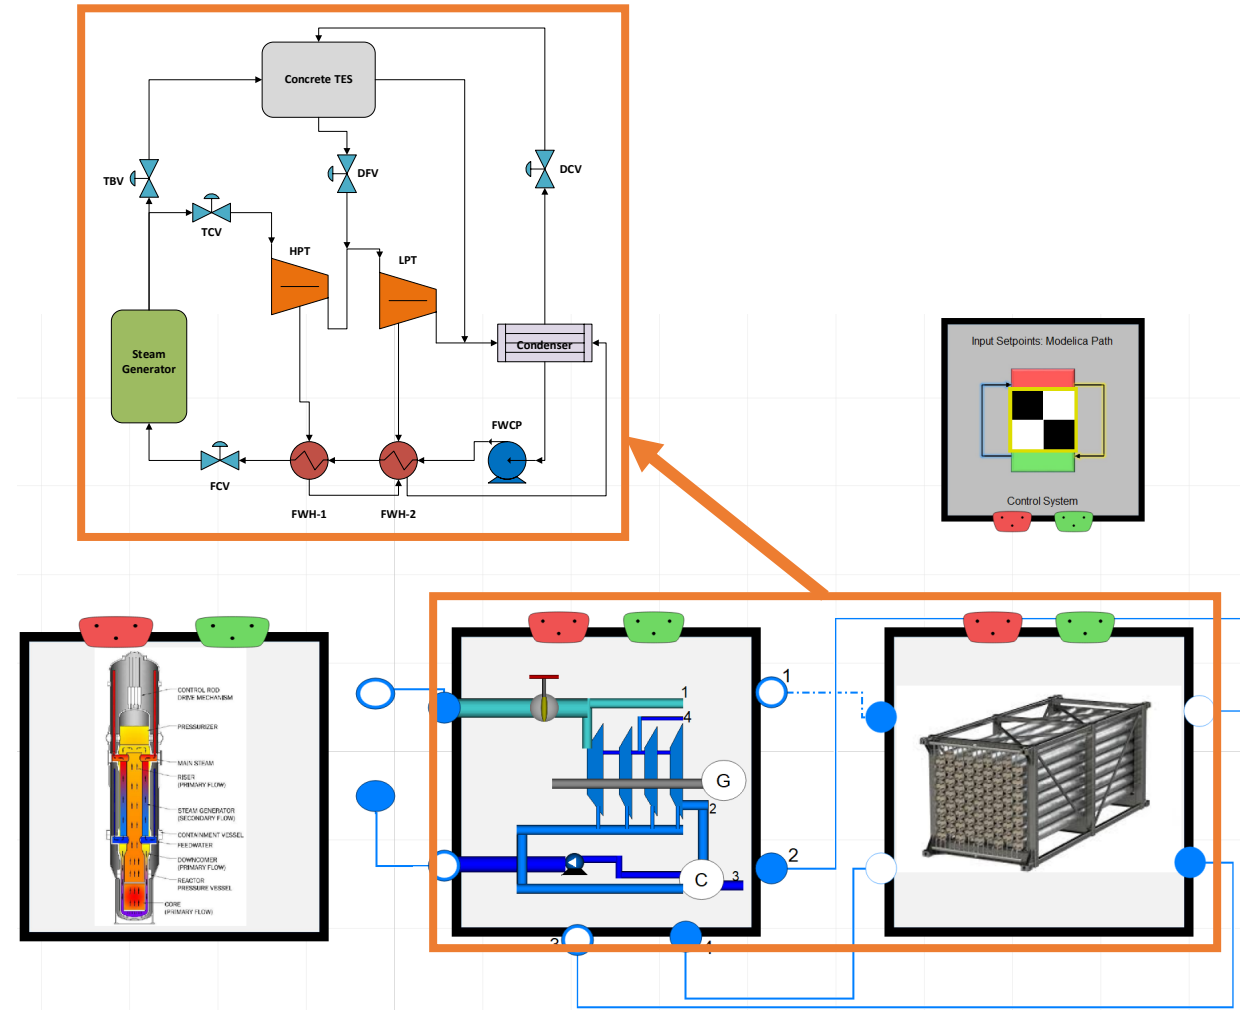 Concrete TES
TBV
DFV
DCV
TCV
HPT
LPT
Steam
Generator
Condenser
FWCP
FCV
FWH-1
FWH-2
Input Setpoints: Modelica Path
Control System
CONTROL ROD
DRIVE MECHANISM
PRESSURIZER
MAIN STEAM
RISER
(PRIMARY FLOW)
STEAM GENERATOR
(SECONDARY FLOW)
CONTAINMENT VESSEL
FEEDWATER
DOWNCOMER
(PRIMARY FLOW)
REACTOR
PRESSURE VESSEL
CORE
(PRIMARY FLOW)
1
4
G
2
C
3
1
2
3
4